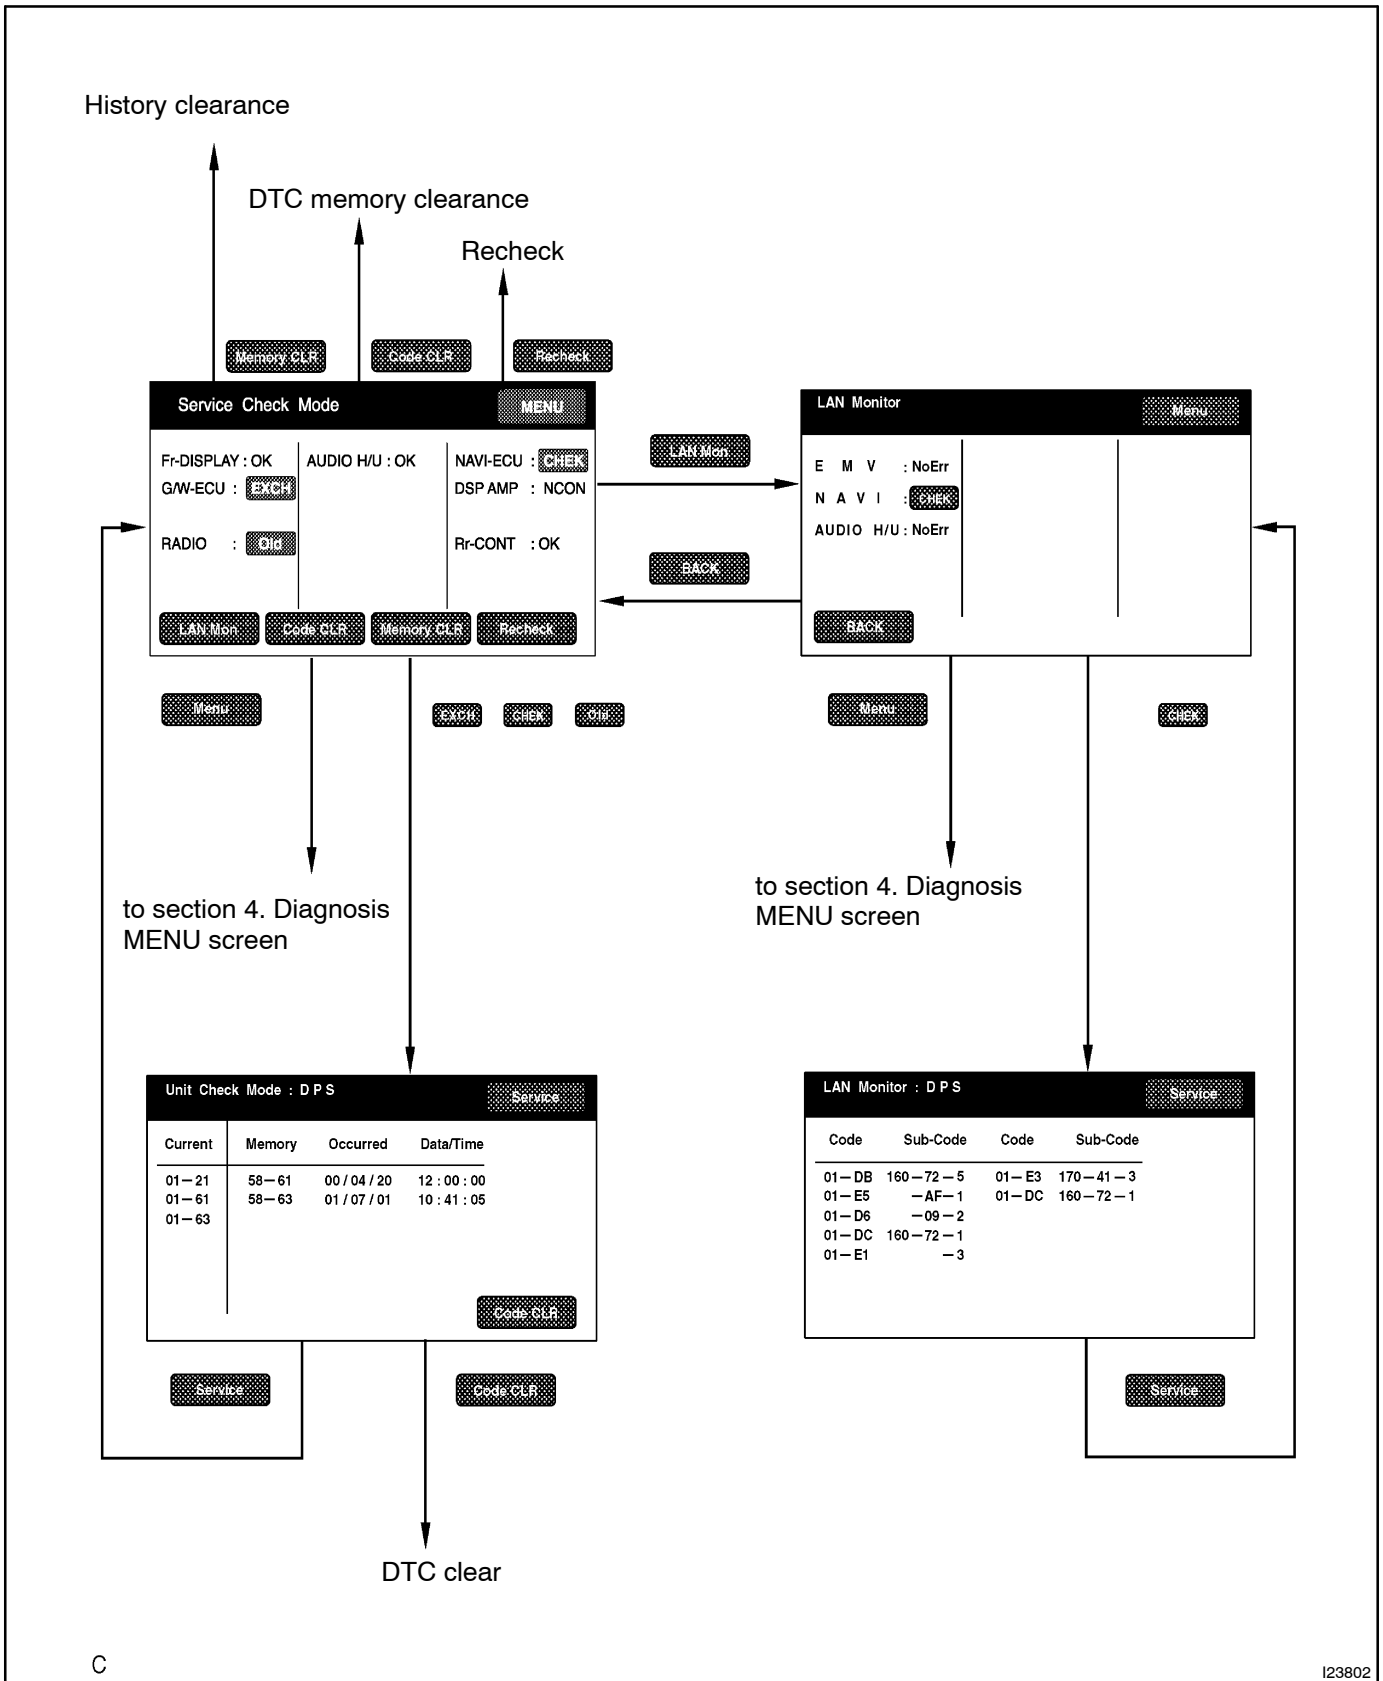 History clearance
DTC memory clearance
Recheck
Memory CLR
Code CLR
Recheck
Service Check Mode
MENU
Fr-DISPLAY : OK
AUDIO H/U : OK
NAVI-ECU : CHEK
G/W-ECU : EXCH
DSP AMP : NCON
RADIO : Old
Rr-CONT : OK
LAN Mon
Code CLR
Memory CLR
Recheck
LAN Mon
BACK
LAN Monitor
Menu
E M V : NoErr
N A V I : CHEK
AUDIO H/U : NoErr
BACK
Menu
EXCH
CHEK
Old
Menu
CHEK
to section 4. Diagnosis
MENU screen
to section 4. Diagnosis
MENU screen
Unit Check Mode : D P S
Service
Current Memory Occurred Data/Time
01-21 58-61 00/04/20 12:00:00
01-61 58-63 01/07/01 10:41:05
01-63
Code CLR
Service
Code CLR
DTC clear
LAN Monitor : D P S
Service
Code Sub-Code Code Sub-Code
01-DB 160-72-5 01-E3 170-41-3
01-E5 -AF-1 01-DC 160-72-1
01-D6 -09-2
01-DC 160-72-1
01-E1 -3
Service
C
I23802